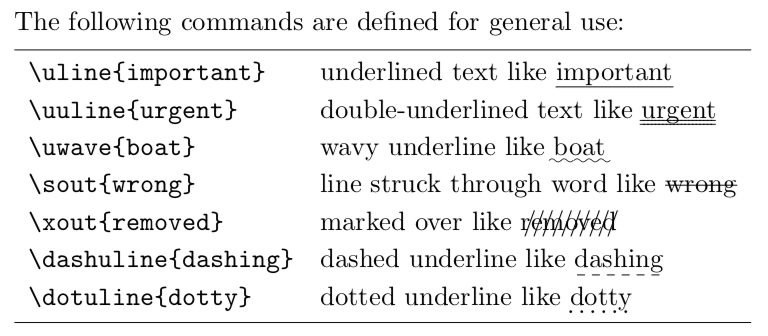 The following commands are defined for general use:
\uline{important} underlined text like important
\uuline{urgent} double-underlined text like urgent
\uwave{boat} wavy underline like boat
\sout{wrong} line struck through word like wrong
\xout{removed} marked over like removed
\dashuline{dashing} dashed underline like dashing
\dotuline{dotty} dotted underline like dotty